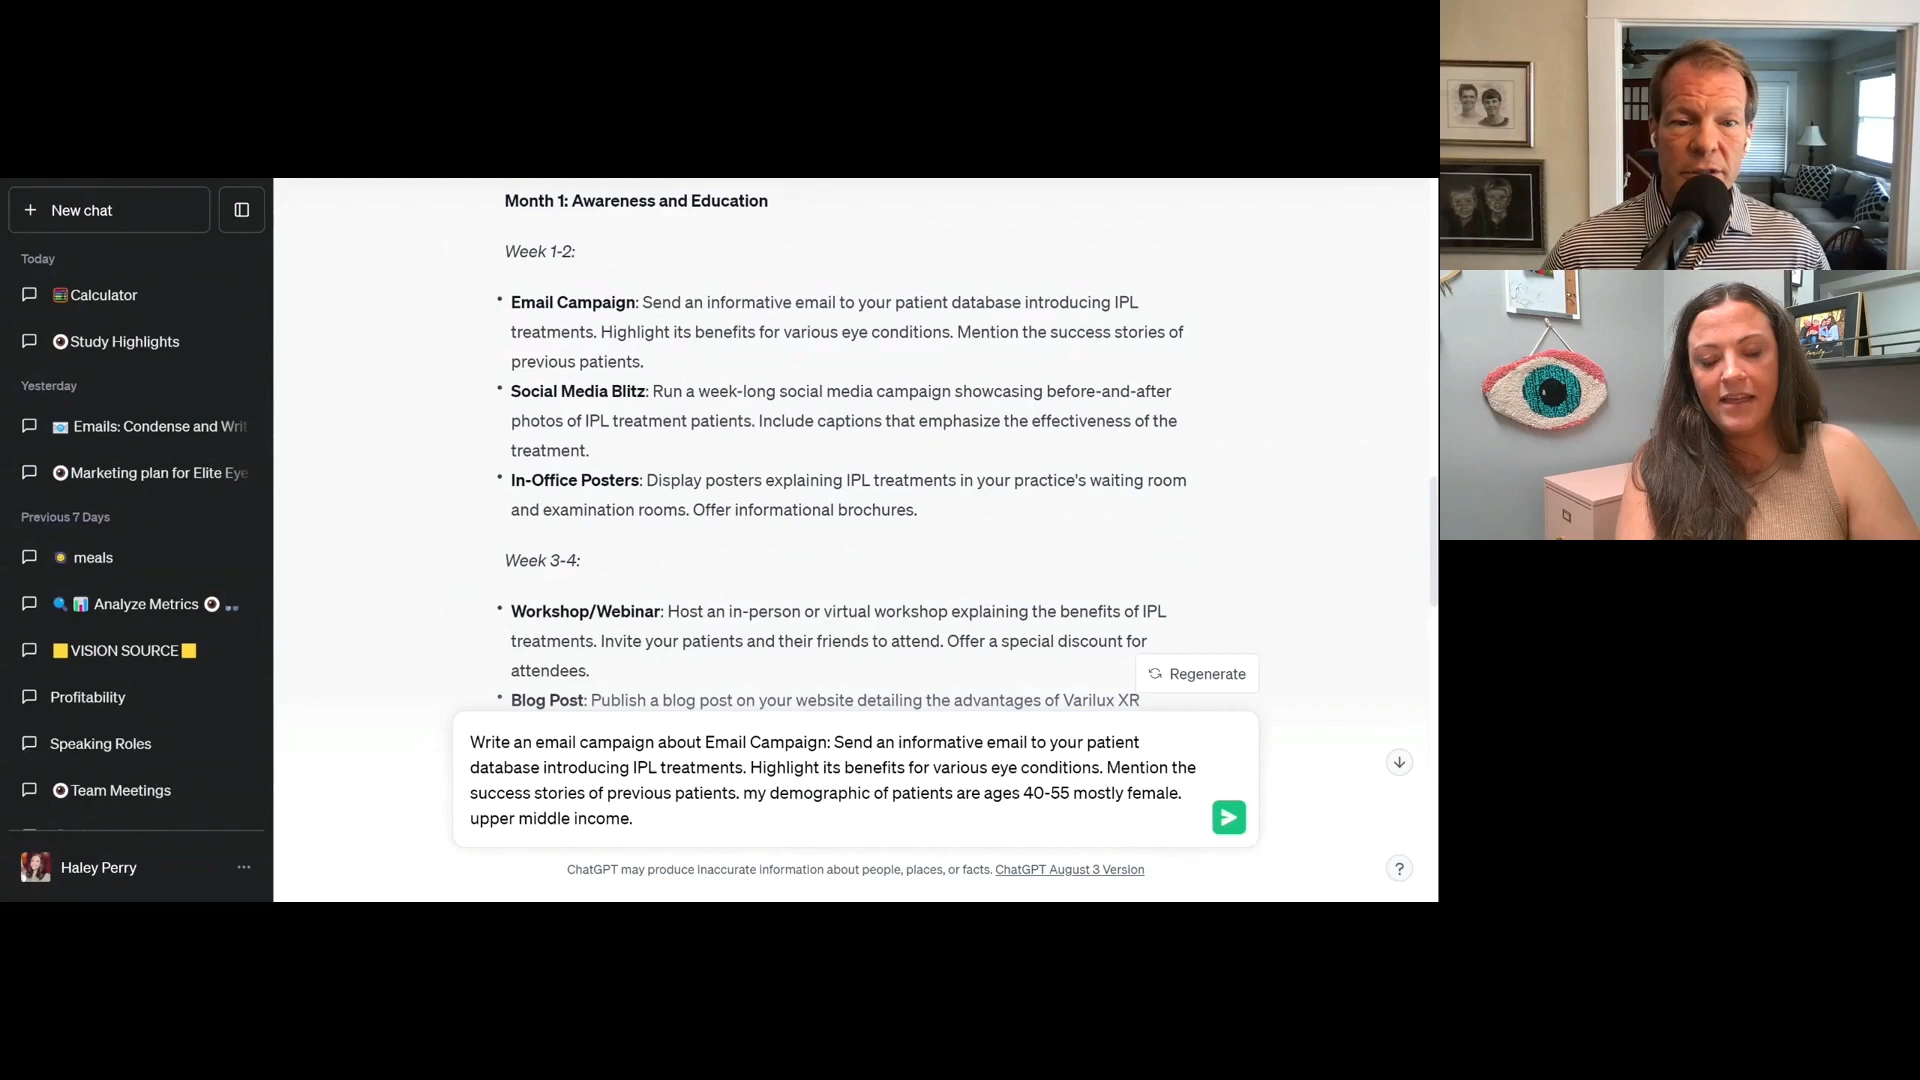 New chat
Today
Calculator
Study Highlights
Yesterday
Emails: Condense and Writ
Marketing plan for Elite Eye
Previous 7 Days
meals
Analyze Metrics
VISION SOURCE
Profitability
Speaking Roles
Team Meetings
Haley Perry
Month 1: Awareness and Education
Week 1-2:
• Email Campaign: Send an informative email to your patient database introducing IPL
treatments. Highlight its benefits for various eye conditions. Mention the success stories of
previous patients.
• Social Media Blitz: Run a week-long social media campaign showcasing before-and-after
photos of IPL treatment patients. Include captions that emphasize the effectiveness of the
treatment.
• In-Office Posters: Display posters explaining IPL treatments in your practice's waiting room
and examination rooms. Offer informational brochures.
Week 3-4:
• Workshop/Webinar: Host an in-person or virtual workshop explaining the benefits of IPL
treatments. Invite your patients and their friends to attend. Offer a special discount for
attendees.
Regenerate
• Blog Post: Publish a blog post on your website detailing the advantages of Varilux XR
Write an email campaign about Email Campaign: Send an informative email to your patient
database introducing IPL treatments. Highlight its benefits for various eye conditions. Mention the
success stories of previous patients. my demographic of patients are ages 40-55 mostly female.
upper middle income.
ChatGPT may produce inaccurate information about people, places, or facts. ChatGPT August 3 Version
?
family